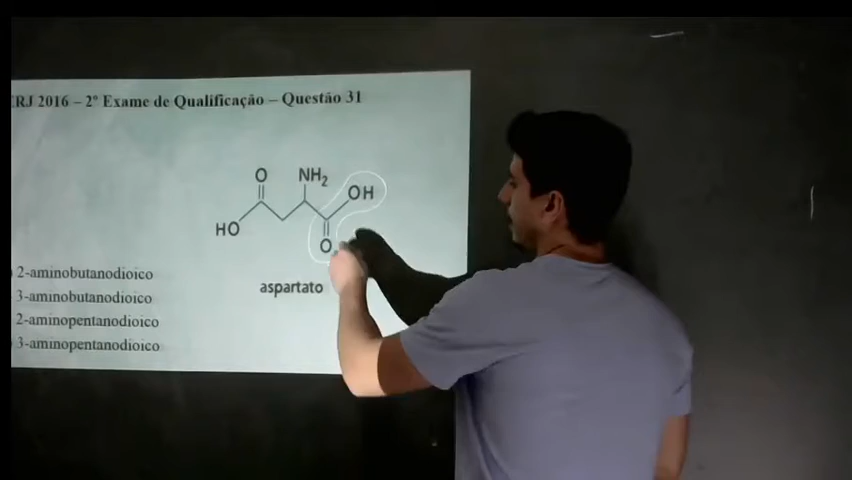 RJ 2016 – 2º Exame de Qualificação – Questão 31
O NH2 OH
HO O
2-aminobutanodioico
aspartato
3-aminobutanodioico
2-aminopentanodioico
3-aminopentanodioico